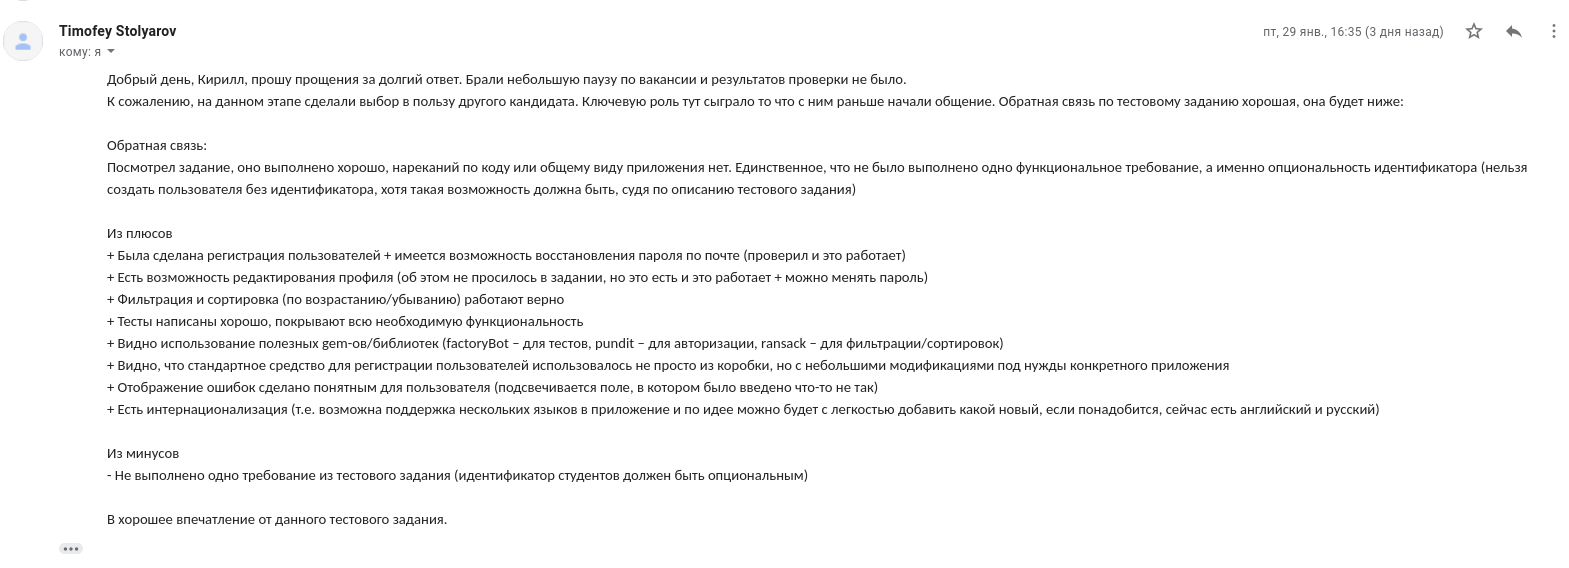 Timofey Stolyarov
пт, 29 янв., 16:35 (3 дня назад)
кому: я
Добрый день, Кирилл, прошу прощения за долгий ответ. Брали небольшую паузу по вакансии и результатов проверки не было.
К сожалению, на данном этапе сделали выбор в пользу другого кандидата. Ключевую роль тут сыграло то что с ним раньше начали общение. Обратная связь по тестовому заданию хорошая, она будет ниже:
Обратная связь:
Посмотрел задание, оно выполнено хорошо, нареканий по коду или общему виду приложения нет. Единственное, что не было выполнено одно функциональное требование, а именно опциональность идентификатора (нельзя
создать пользователя без идентификатора, хотя такая возможность должна быть, судя по описанию тестового задания)
Из плюсов
+ Была сделана регистрация пользователей + имеется возможность восстановления пароля по почте (проверил и это работает)
+ Есть возможность редактирования профиля (об этом не просилось в задании, но это есть и это работает + можно менять пароль)
+ Фильтрация и сортировка (по возрастанию/убыванию) работают верно
+ Тесты написаны хорошо, покрывают всю необходимую функциональность
+ Видно использование полезных gem-ов/библиотек (factoryBot – для тестов, pundit – для авторизации, ransack – для фильтрации/сортировок)
+ Видно, что стандартное средство для регистрации пользователей использовалось не просто из коробки, но с небольшими модификациями под нужды конкретного приложения
+ Отображение ошибок сделано понятным для пользователя (подсвечивается поле, в котором было введено что-то не так)
+ Есть интернационализация (т.е. возможна поддержка нескольких языков в приложение и по идее можно будет с легкостью добавить какой новый, если понадобится, сейчас есть английский и русский)
Из минусов
- Не выполнено одно требование из тестового задания (идентификатор студентов должен быть опциональным)
В хорошее впечатление от данного тестового задания.